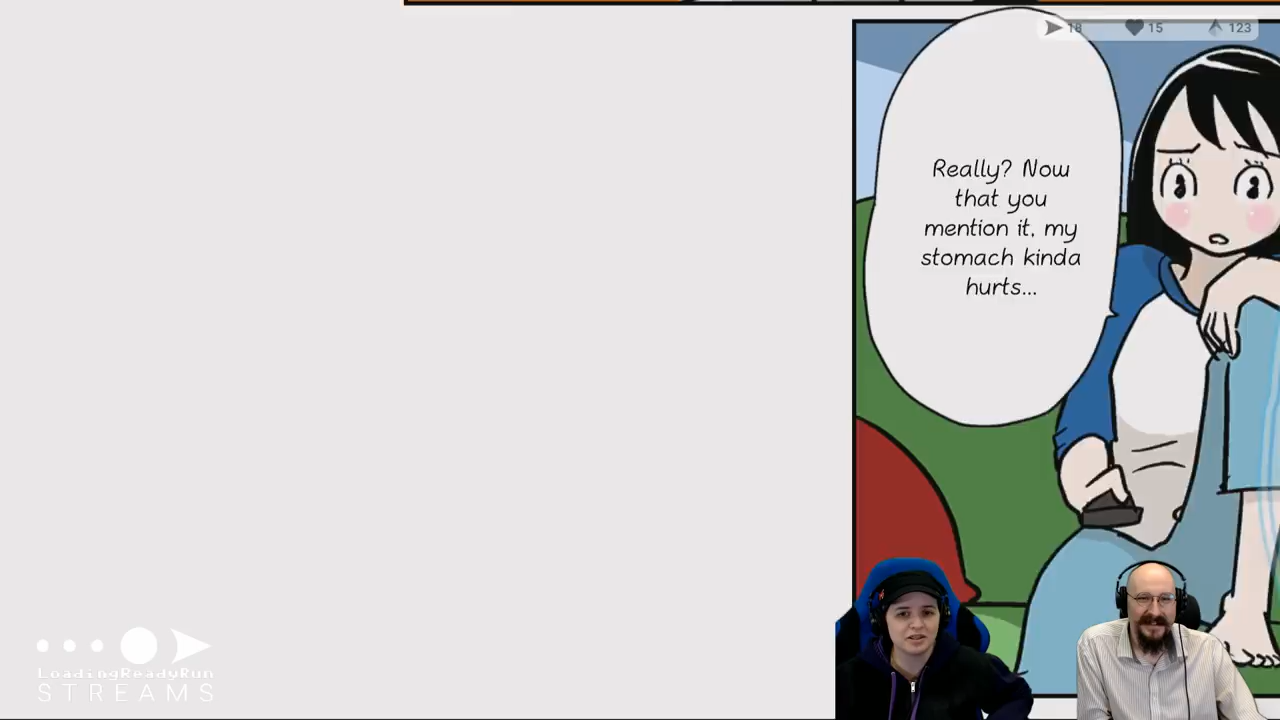 18 15 123
Really? Now
that you
mention it, my
stomach kinda
hurts...
LoadingReadyRun
STREAMS